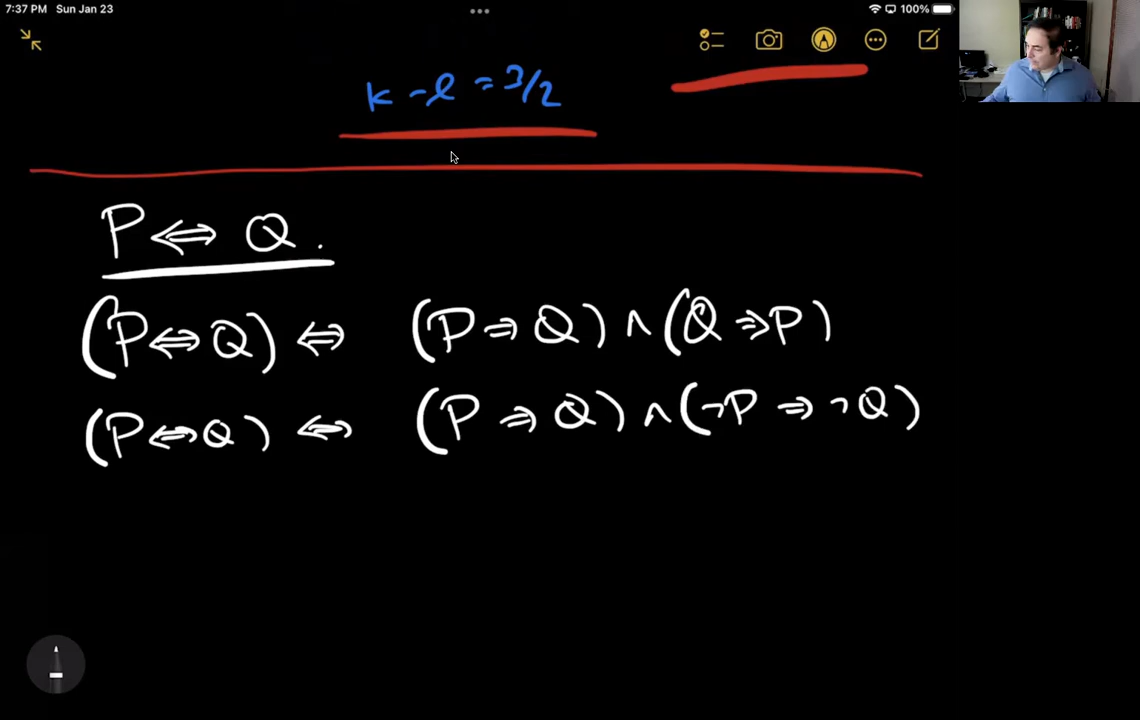 7:37 PM Sun Jan 23
100%
k - l = 3/2
P ⇔ Q.
(P ⇔ Q) ⇔ (P ⇒ Q) ∧ (Q ⇒ P)
(P ⇔ Q) ⇔ (P ⇒ Q) ∧ (¬P ⇒ ¬Q)